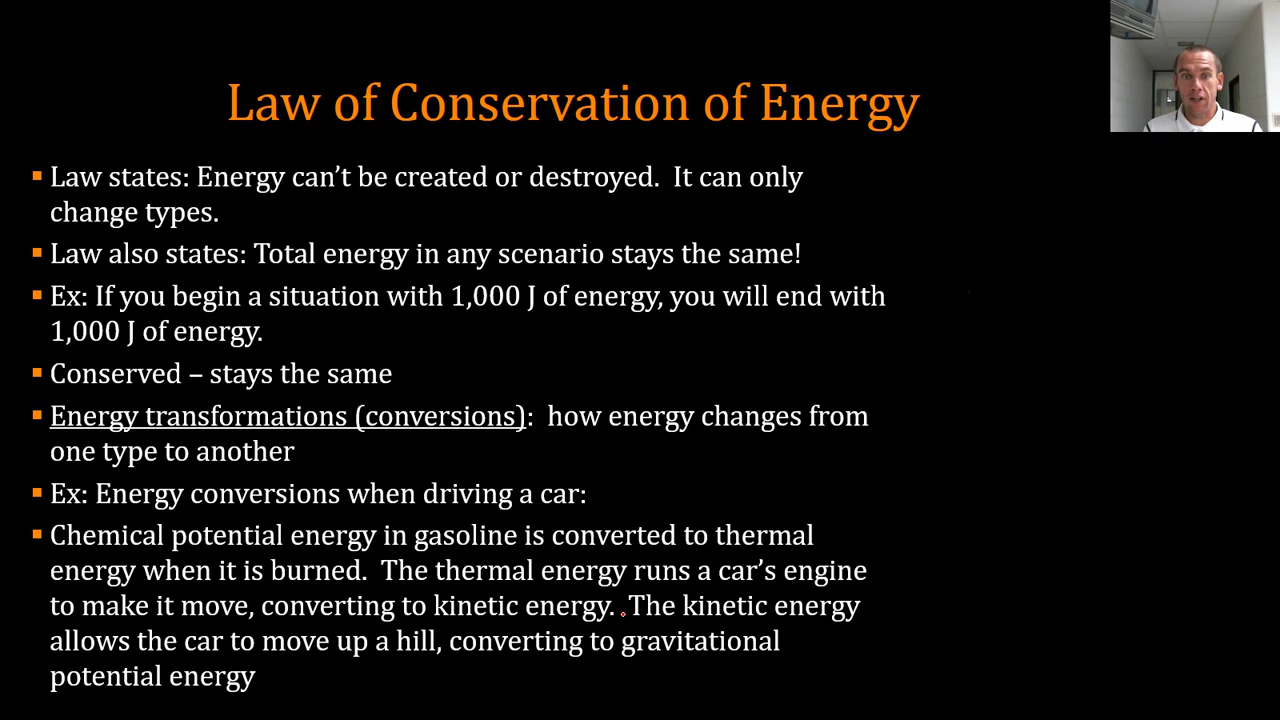 Law of Conservation of Energy
▪ Law states: Energy can’t be created or destroyed.  It can only
change types.
▪ Law also states: Total energy in any scenario stays the same!
▪ Ex: If you begin a situation with 1,000 J of energy, you will end with
1,000 J of energy.
▪ Conserved – stays the same
▪ Energy transformations (conversions):  how energy changes from
one type to another
▪ Ex: Energy conversions when driving a car:
▪ Chemical potential energy in gasoline is converted to thermal
energy when it is burned.  The thermal energy runs a car’s engine
to make it move, converting to kinetic energy.  The kinetic energy
allows the car to move up a hill, converting to gravitational
potential energy